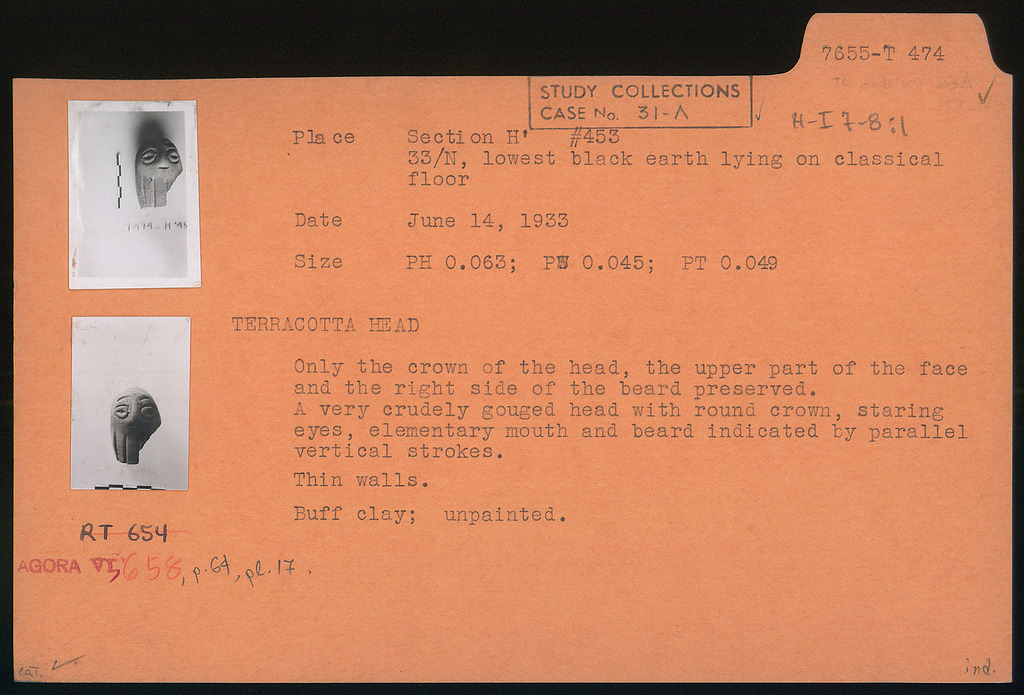 7655-T 474
STUDY COLLECTIONS
CASE No. 31-A
H-I 7-8:1
Place Section H' #453
33/N, lowest black earth lying on classical
floor
Date June 14, 1933
Size PH 0.063; PW 0.045; PT 0.049
TERRACOTTA HEAD
Only the crown of the head, the upper part of the face
and the right side of the beard preserved.
A very crudely gouged head with round crown, staring
eyes, elementary mouth and beard indicated by parallel
vertical strokes.
Thin walls.
Buff clay; unpainted.
RT 654
AGORA VI, 658, p.64, pl.17.
CAT.
ind.